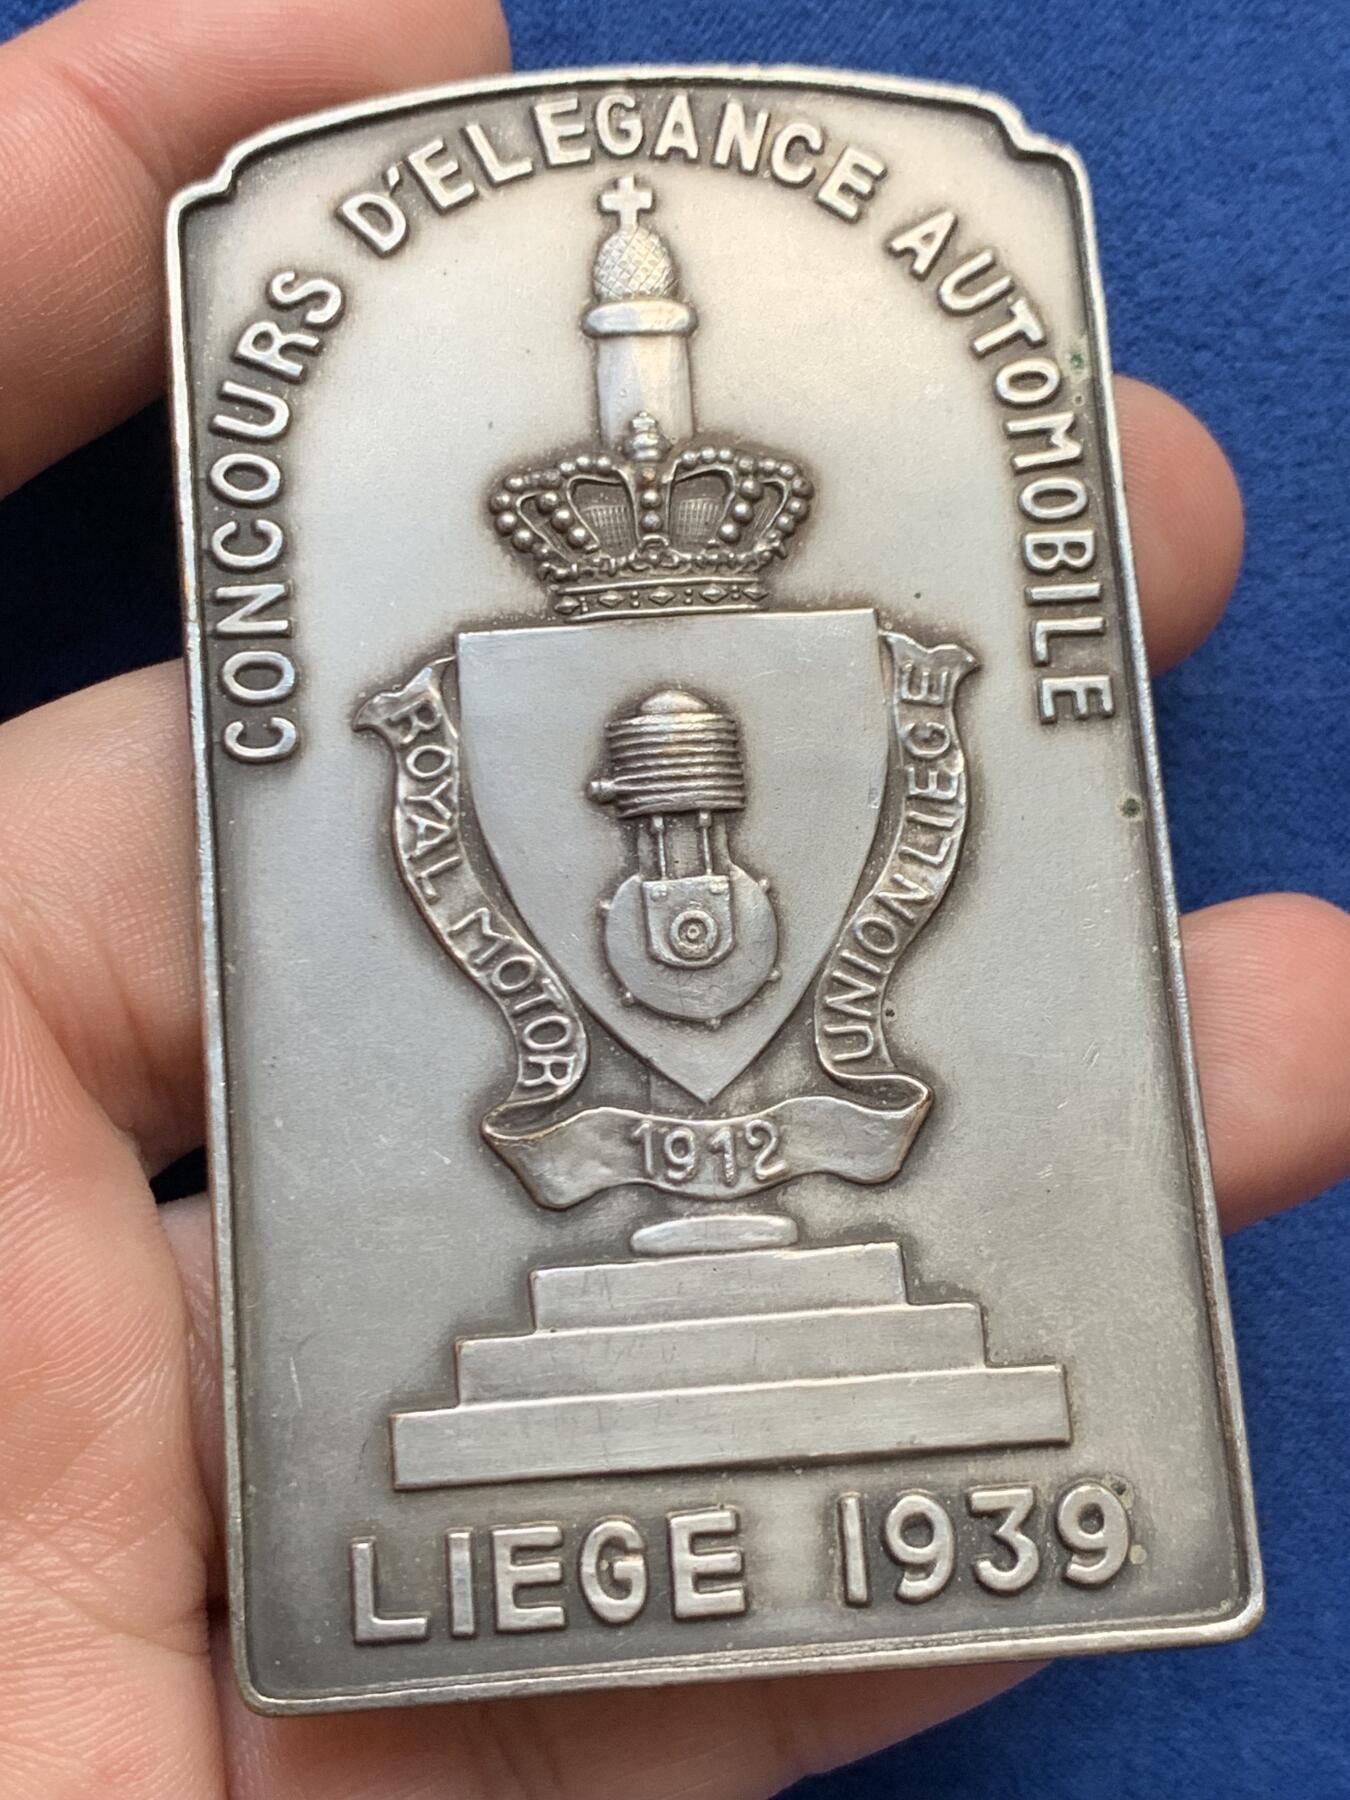 CONCOURS D'ELEGANCE AUTOMOBILE
ROYAL MOTOR
UNION LIEGE
1912
LIEGE 1939